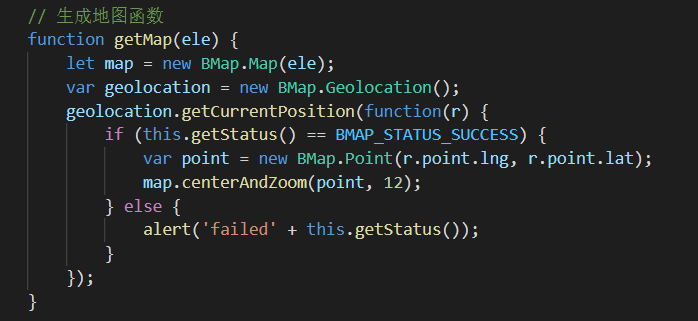 // 生成地图函数
function getMap(ele) {
    let map = new BMap.Map(ele);
    var geolocation = new BMap.Geolocation();
    geolocation.getCurrentPosition(function(r) {
        if (this.getStatus() == BMAP_STATUS_SUCCESS) {
            var point = new BMap.Point(r.point.lng, r.point.lat);
            map.centerAndZoom(point, 12);
        } else {
            alert('failed' + this.getStatus());
        }
    });
}